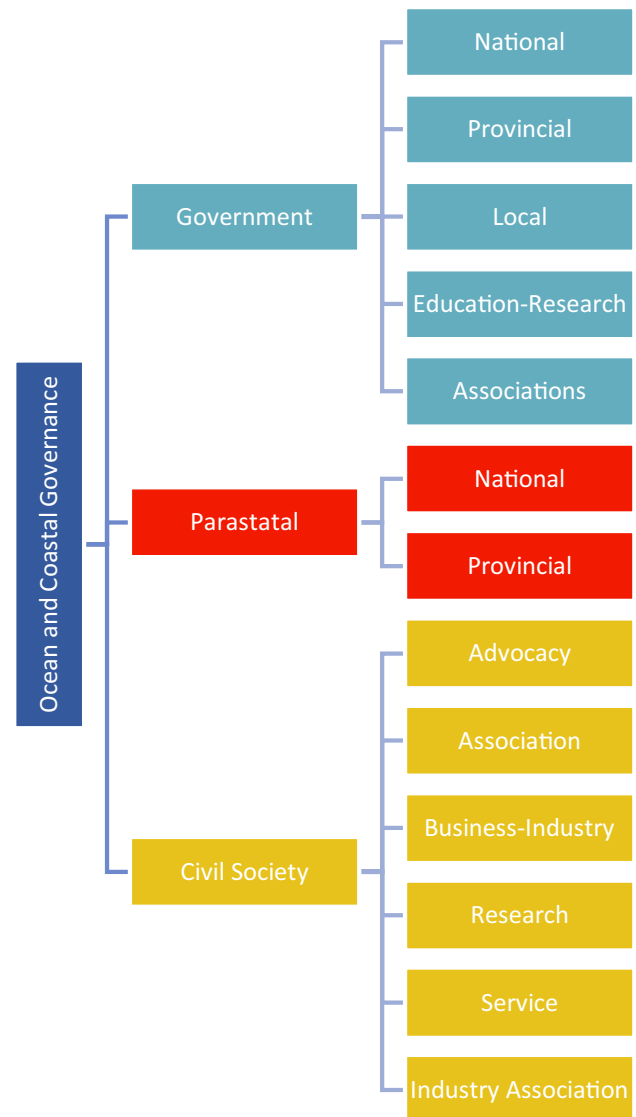 Ocean and Coastal Governance
Government
National
Provincial
Local
Education-Research
Associations
Parastatal
National
Provincial
Civil Society
Advocacy
Association
Business-Industry
Research
Service
Industry Association